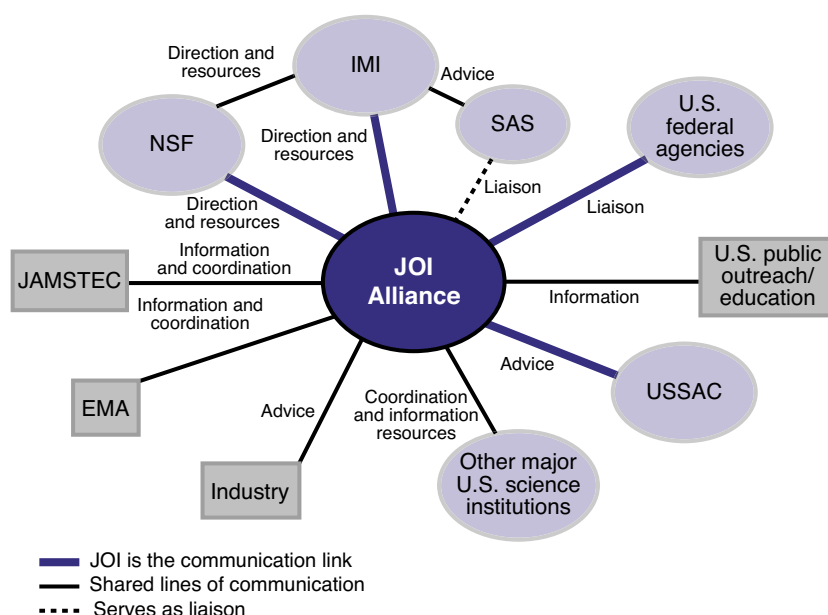 Direction and
resources
IMI
Advice
SAS
U.S.
federal
agencies
NSF
Direction and
resources
Liaison
Liaison
Direction
and resources
Information
and coordination
JAMSTEC
JOI
Alliance
U.S. public
outreach/
education
Information
Information and
coordination
EMA
Advice
USSAC
Advice
Coordination
and information
resources
Industry
Other major
U.S. science
institutions
JOI is the communication link
Shared lines of communication
Serves as liaison